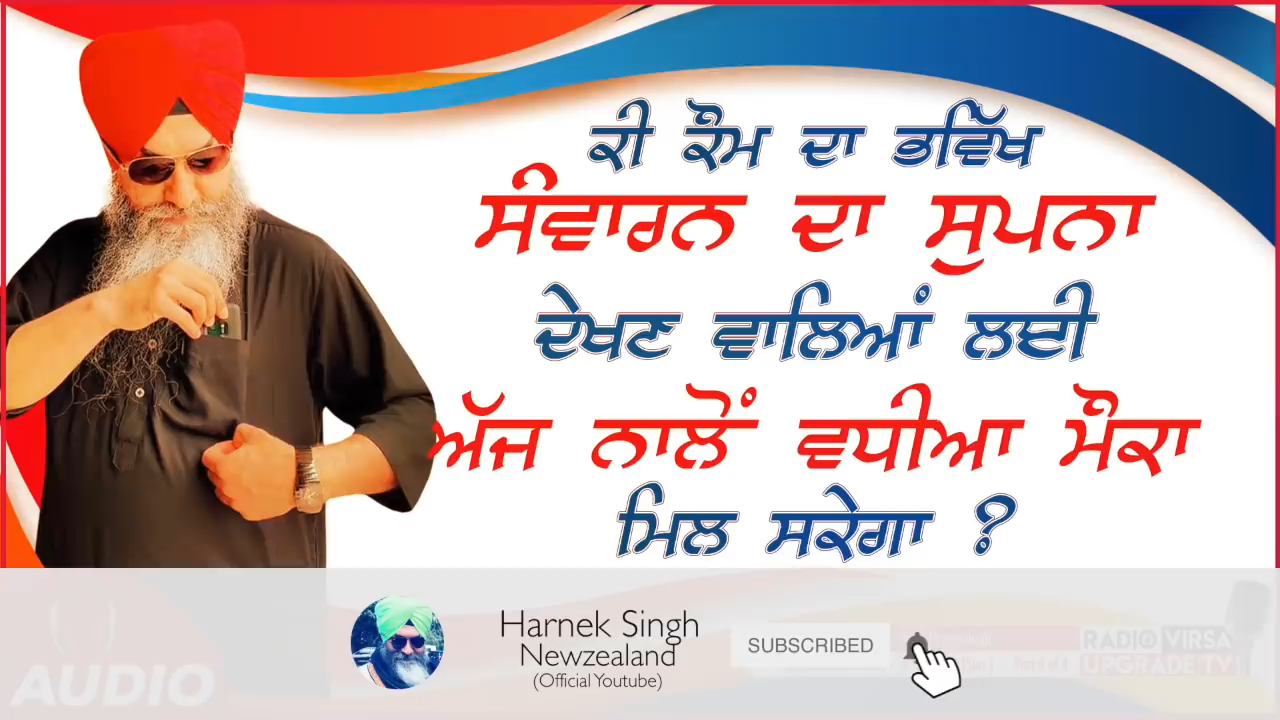 ਕੀ ਕੌਮ ਦਾ ਭਵਿੱਖ
ਸੰਵਾਰਨ ਦਾ ਸੁਪਨਾ
ਦੇਖਣ ਵਾਲਿਆਂ ਲਈ
ਅੱਜ ਨਾਲੋਂ ਵਧੀਆ ਮੌਕਾ
ਮਿਲ ਸਕੇਗਾ ?
Harnek Singh
Newzealand
(Official Youtube)
SUBSCRIBED
AUDIO
RADIO VIRSA
UPGRADE TV